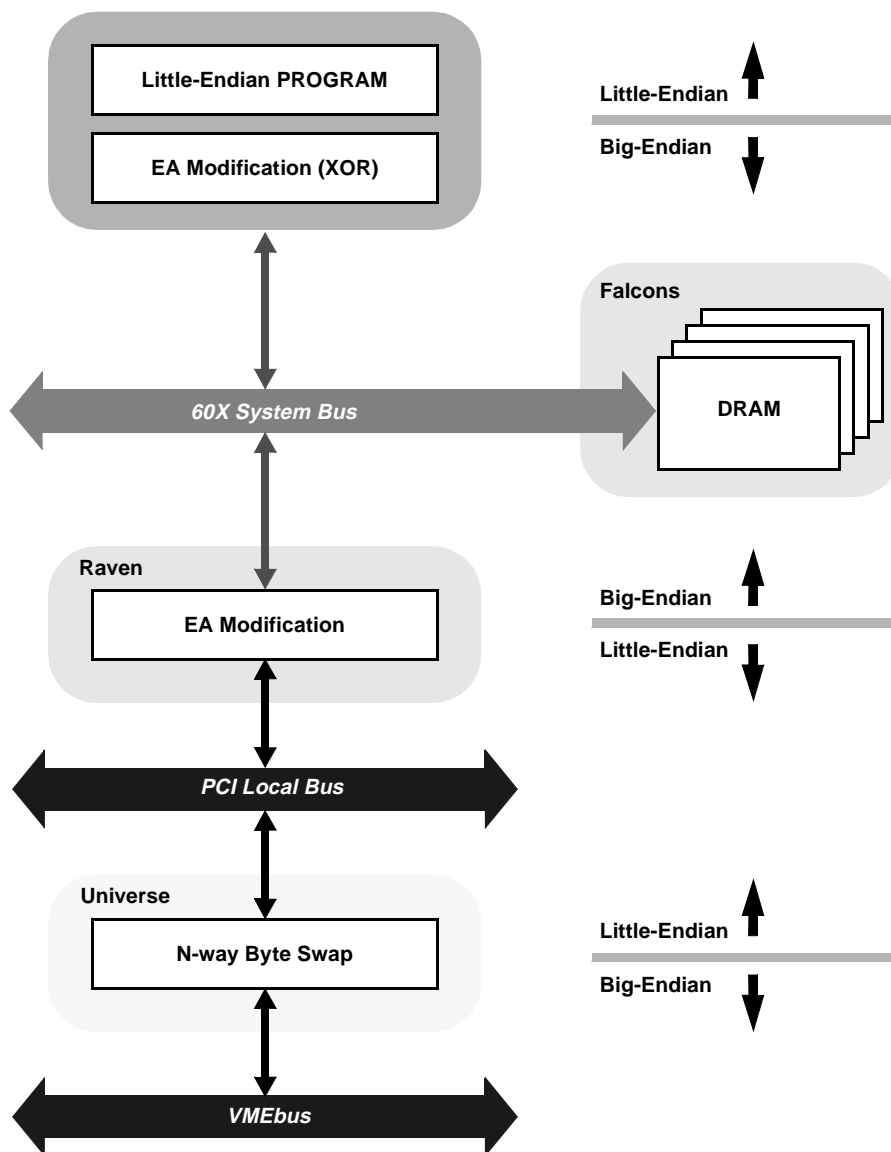 Little-Endian PROGRAM
EA Modification (XOR)
Little-Endian
Big-Endian
Falcons
DRAM
60X System Bus
Raven
EA Modification
Big-Endian
Little-Endian
PCI Local Bus
Universe
N-way Byte Swap
Little-Endian
Big-Endian
VMEbus